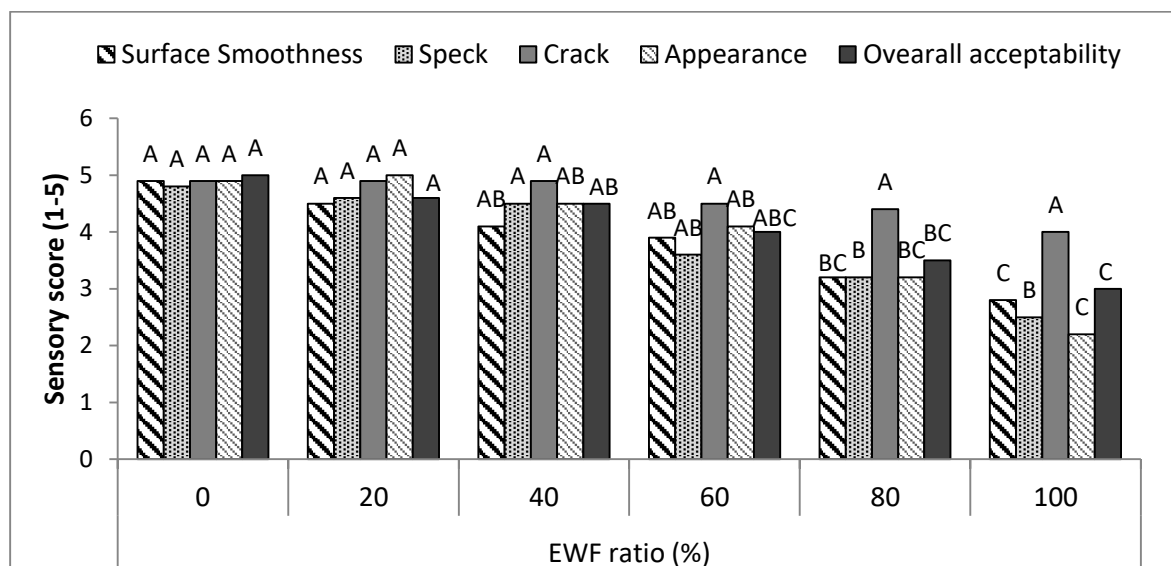 Surface Smoothness Speck Crack Appearance Ovearall acceptability
Sensory score (1-5)
6
5
4
3
2
1
0
A A A A A
A A A A A
AB A A AB AB
AB AB A AB ABC
BC B A BC BC
C B A C C
0 20 40 60 80 100
EWF ratio (%)